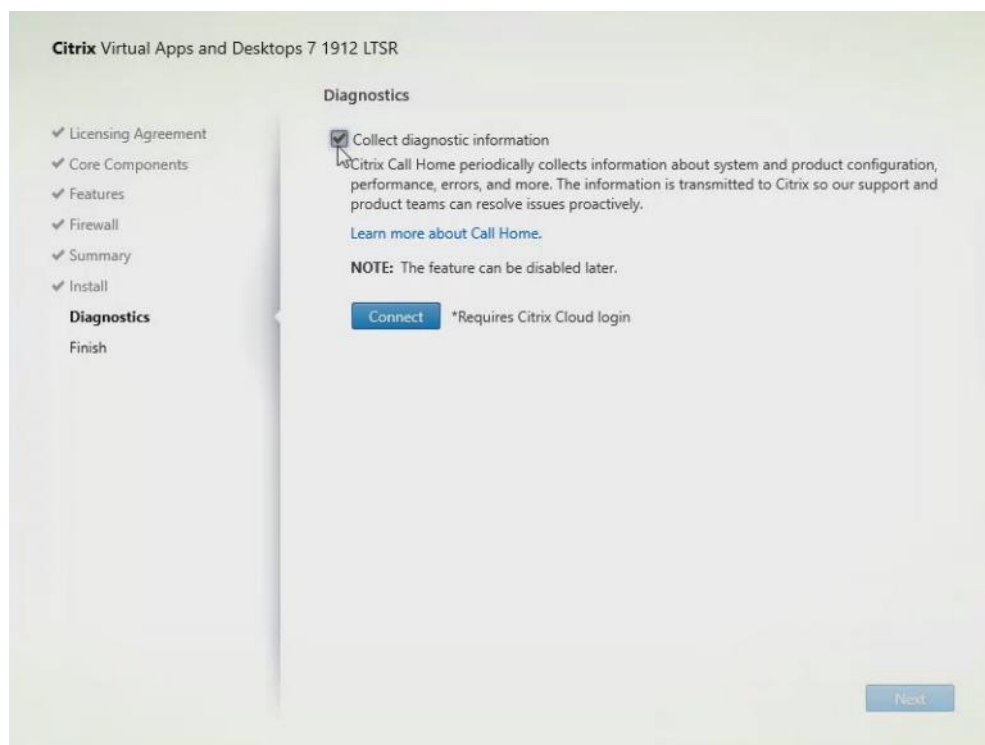 Citrix Virtual Apps and Desktops 7 1912 LTSR
Diagnostics
Licensing Agreement
Core Components
Features
Firewall
Summary
Install
Diagnostics
Finish
Collect diagnostic information
Citrix Call Home periodically collects information about system and product configuration,
performance, errors, and more. The information is transmitted to Citrix so our support and
product teams can resolve issues proactively.
Learn more about Call Home.
NOTE: The feature can be disabled later.
Connect *Requires Citrix Cloud login
Next